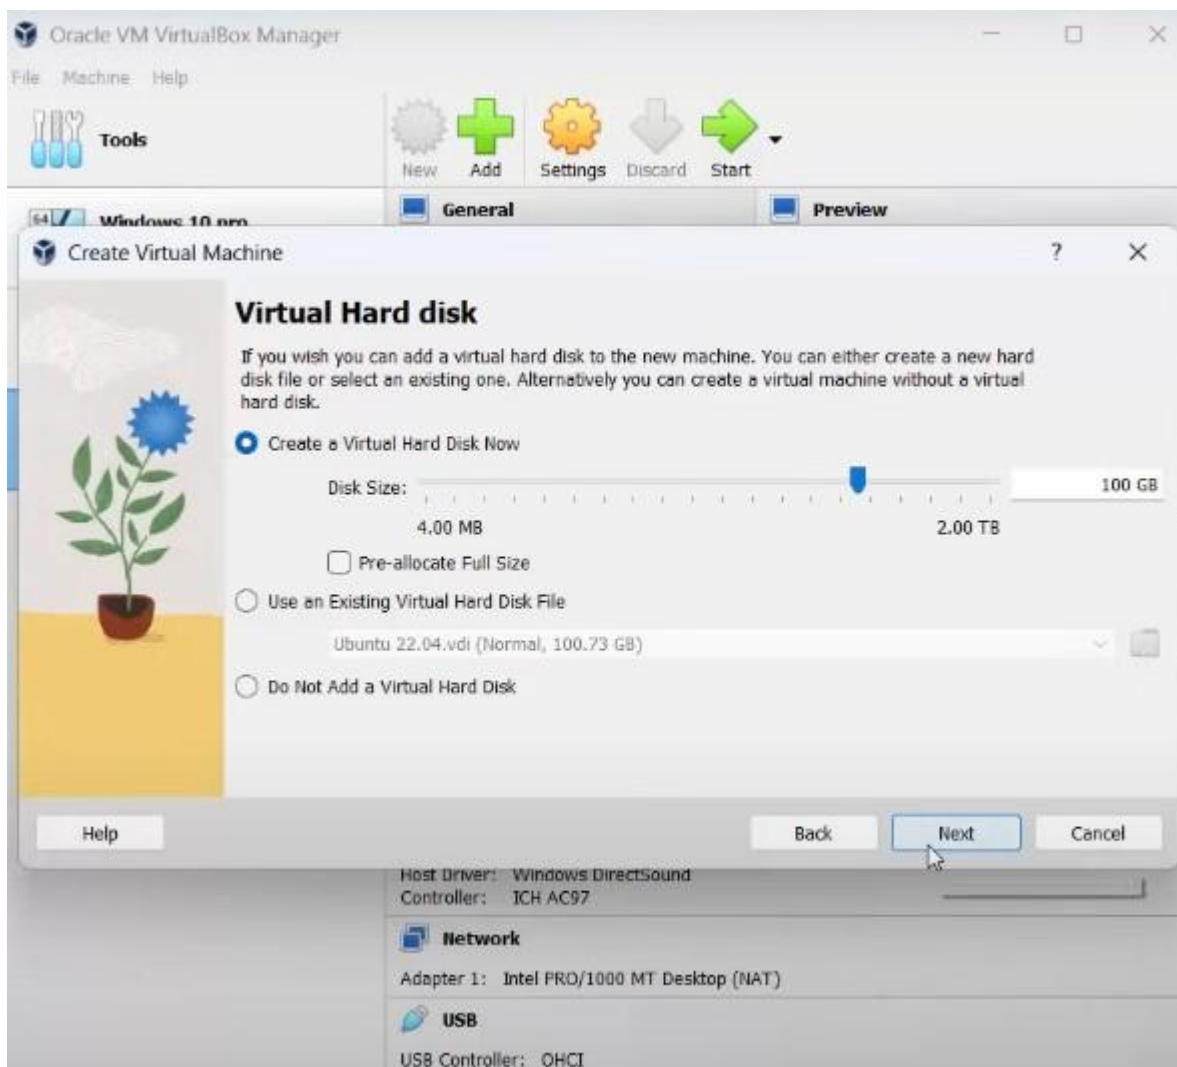 Oracle VM VirtualBox Manager
File Machine Help
Tools
New Add Settings Discard Start
Windows 10 pro
General
Preview
Create Virtual Machine
?
Virtual Hard disk
If you wish you can add a virtual hard disk to the new machine. You can either create a new hard
disk file or select an existing one. Alternatively you can create a virtual machine without a virtual
hard disk.
Create a Virtual Hard Disk Now
Disk Size:
100 GB
4.00 MB 2.00 TB
Pre-allocate Full Size
Use an Existing Virtual Hard Disk File
Ubuntu 22.04.vdi (Normal, 100.73 GB)
Do Not Add a Virtual Hard Disk
Help Back Next Cancel
Host Driver: Windows DirectSound
Controller: ICH AC97
Network
Adapter 1: Intel PRO/1000 MT Desktop (NAT)
USB
USB Controller: OHCI